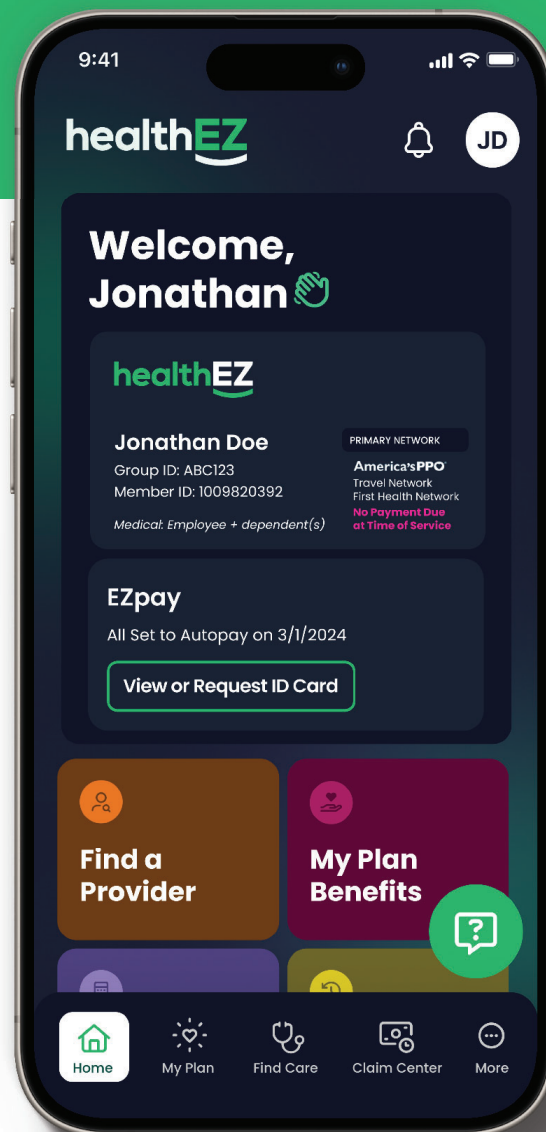 9:41
healthEZ
JD
Welcome,
Jonathan
healthEZ
Jonathan Doe
Group ID: ABC123
Member ID: 1009820392
Medical: Employee + dependent(s)
PRIMARY NETWORK
America'sPPO
Travel Network
First Health Network
No Payment Due
at Time of Service
EZpay
All Set to Autopay on 3/1/2024
View or Request ID Card
Find a
Provider
My Plan
Benefits
?
Home
My Plan
Find Care
Claim Center
More